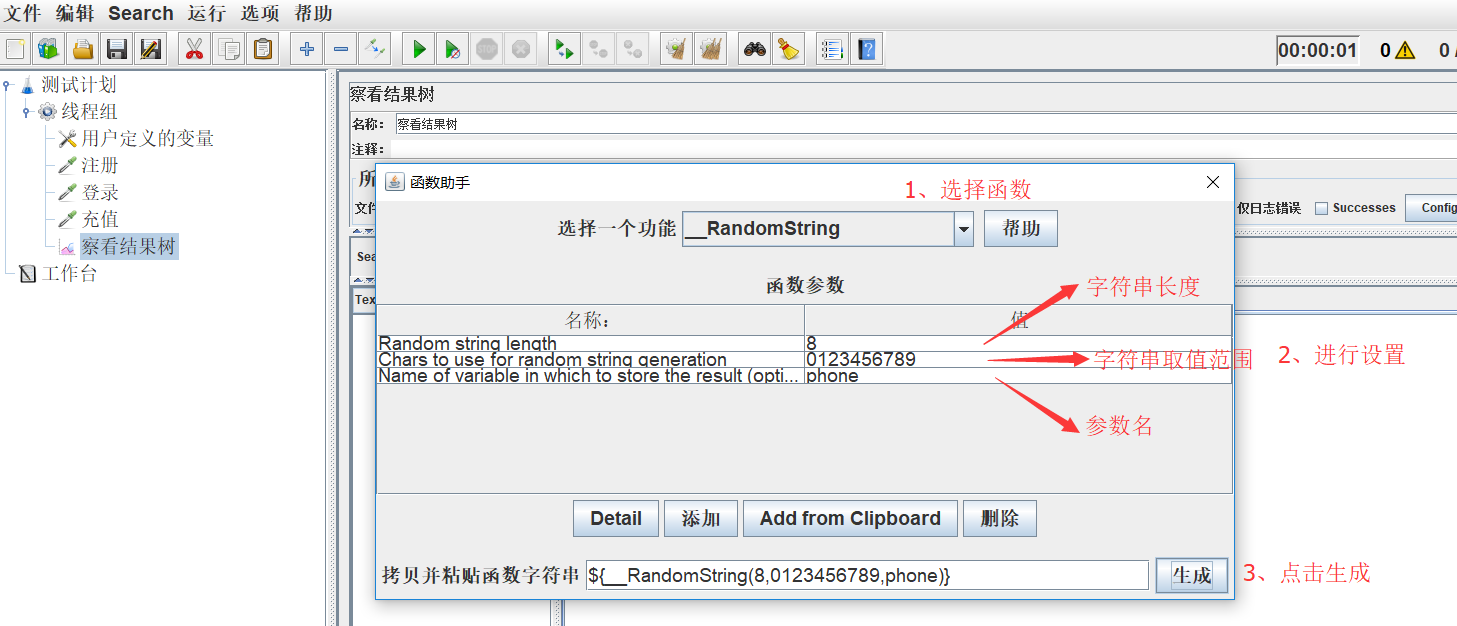 文件 编辑 Search 运行 选项 帮助
00:00:01 0 0 /
测试计划
线程组
用户定义的变量
注册
登录
充值
察看结果树
工作台
察看结果树
名称: 察看结果树
注释:
所
文件
仅日志错误 Successes Config
Sea
Tex
函数助手
1、选择函数
选择一个功能 __RandomString 帮助
函数参数
字符串长度
名称: 值
Random string length 8
Chars to use for random string generation 0123456789
字符串取值范围
2、进行设置
Name of variable in which to store the result (opti... phone
参数名
Detail 添加 Add from Clipboard 删除
拷贝并粘贴函数字符串 ${__RandomString(8,0123456789,phone)} 生成
3、点击生成